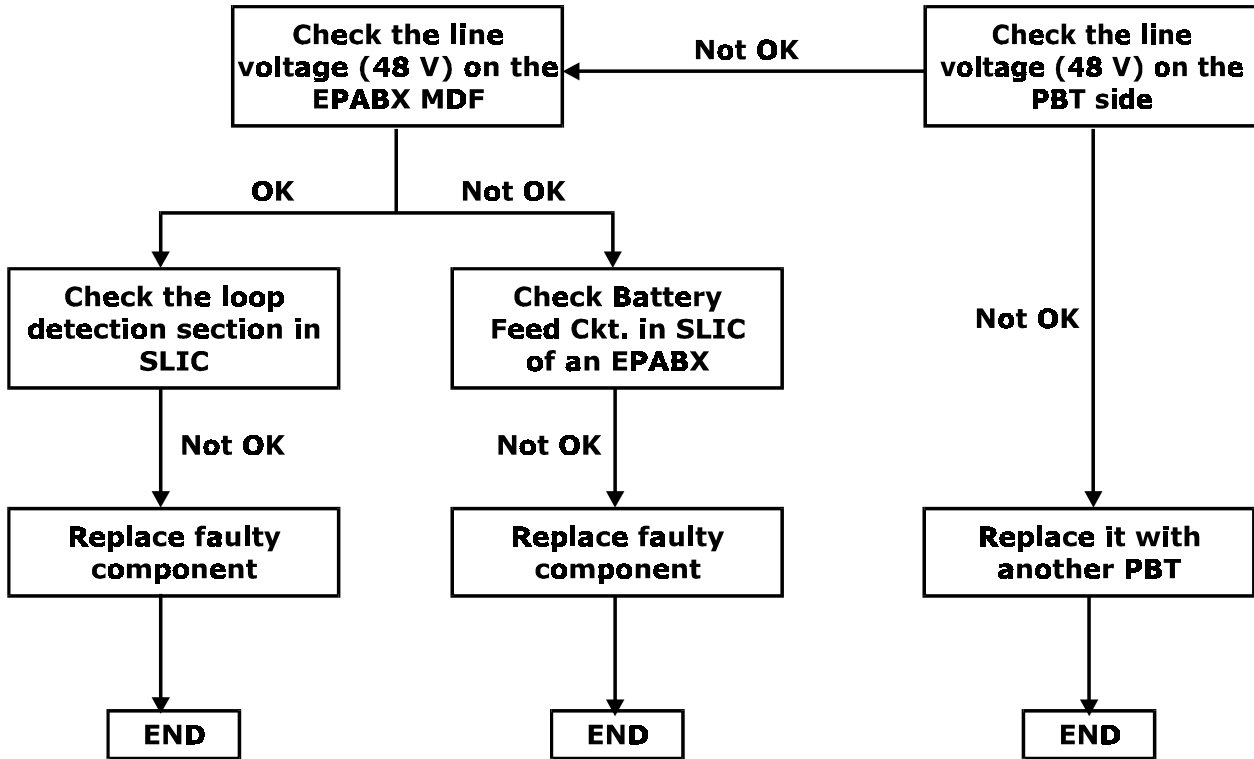 Check the line
voltage (48 V) on the
EPABX MDF
Not OK
Check the line
voltage (48 V) on the
PBT side
OK
Not OK
Check the loop
detection section in
SLIC
Check Battery
Feed Ckt. in SLIC
of an EPABX
Not OK
Not OK
Not OK
Replace faulty
component
Replace faulty
component
Replace it with
another PBT
END
END
END